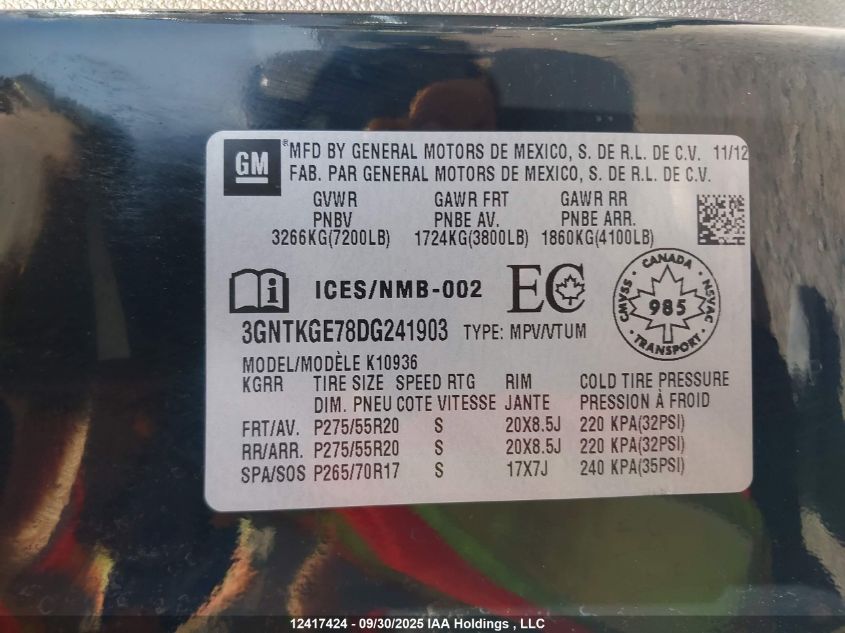 GM
® MFD BY GENERAL MOTORS DE MEXICO, S. DE R.L. DE C.V. 11/12
FAB. PAR GENERAL MOTORS DE MEXICO, S. DE R.L. DE C.V.
GVWR GAWR FRT GAWR RR
PNBV PNBE AV. PNBE ARR.
3266KG(7200LB) 1724KG(3800LB) 1860KG(4100LB)
i ICES/NMB-002 EC
CANADA
CMVSS 985 NSVAC
TRANSPORT
3GNTKGE78DG241903 TYPE: MPV/VTUM
MODEL/MODÈLE K10936
KGRR TIRE SIZE SPEED RTG RIM COLD TIRE PRESSURE
DIM. PNEU COTE VITESSE JANTE PRESSION À FROID
FRT/AV. P275/55R20 S 20X8.5J 220 KPA(32PSI)
RR/ARR. P275/55R20 S 20X8.5J 220 KPA(32PSI)
SPA/SOS P265/70R17 S 17X7J 240 KPA(35PSI)
12417424 - 09/30/2025 IAA Holdings , LLC